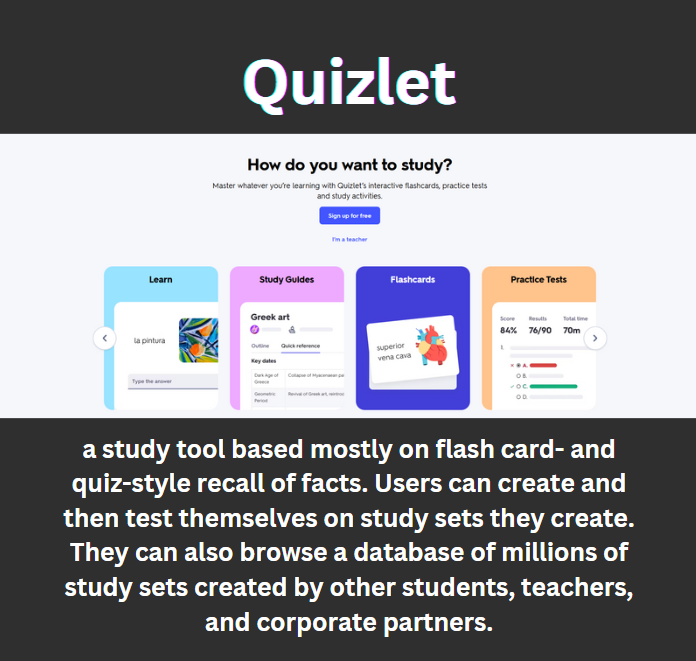 Quizlet
How do you want to study?
Master whatever you're learning with Quizlet's interactive flashcards, practice tests
and study activities.
Sign up for free
I'm a teacher
Learn
la pintura
Type the answer
Study Guides
Greek art
Outline Quick reference
Key dates
Dark Age of Greece
Collapse of Mycenaean pa
Geometric Period
Revival of Greek art, reintroc
Flashcards
superior
vena cava
Practice Tests
Score Results Total time
84% 76/90 70m
1.
A.
B.
C.
D.
a study tool based mostly on flash card- and
quiz-style recall of facts. Users can create and
then test themselves on study sets they create.
They can also browse a database of millions of
study sets created by other students, teachers,
and corporate partners.